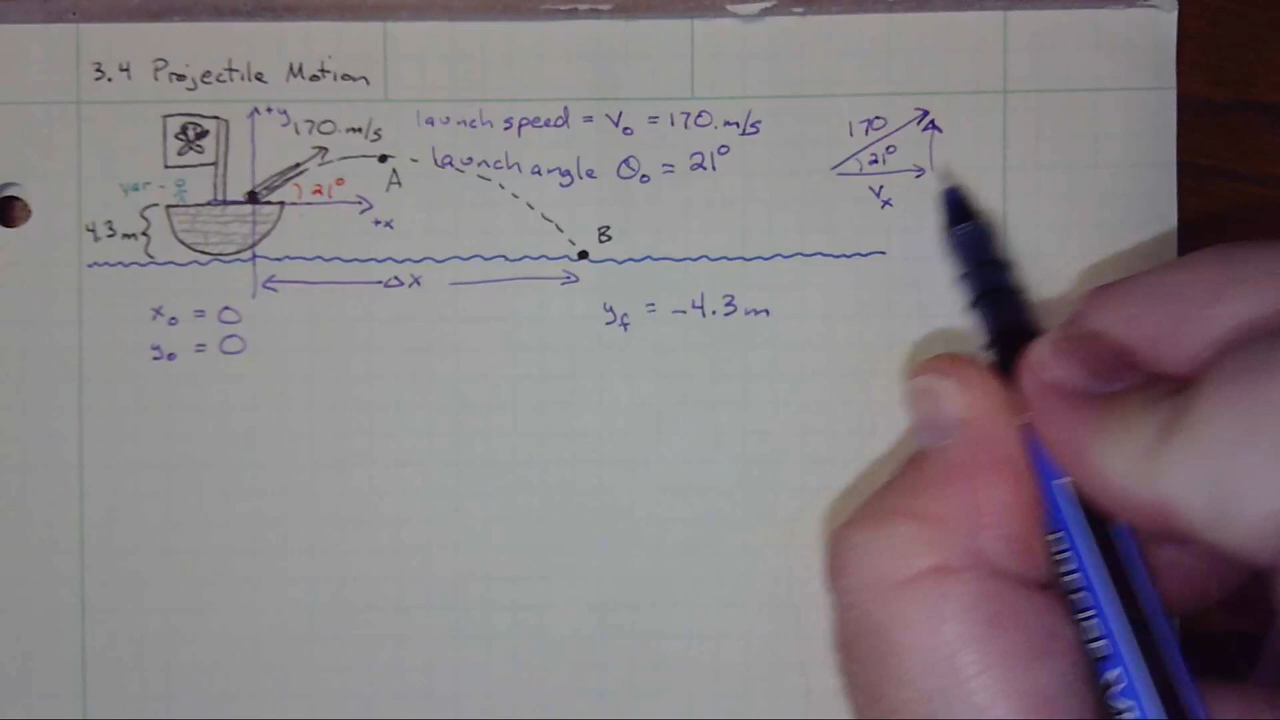 3.4 Projectile Motion
+y
170. m/s
launch speed = v₀ = 170. m/s
launch angle θ₀ = 21°
A
21°
+x
4.3 m
B
Δx
x₀ = 0
y₀ = 0
y_f = -4.3 m
170
21°
v_x